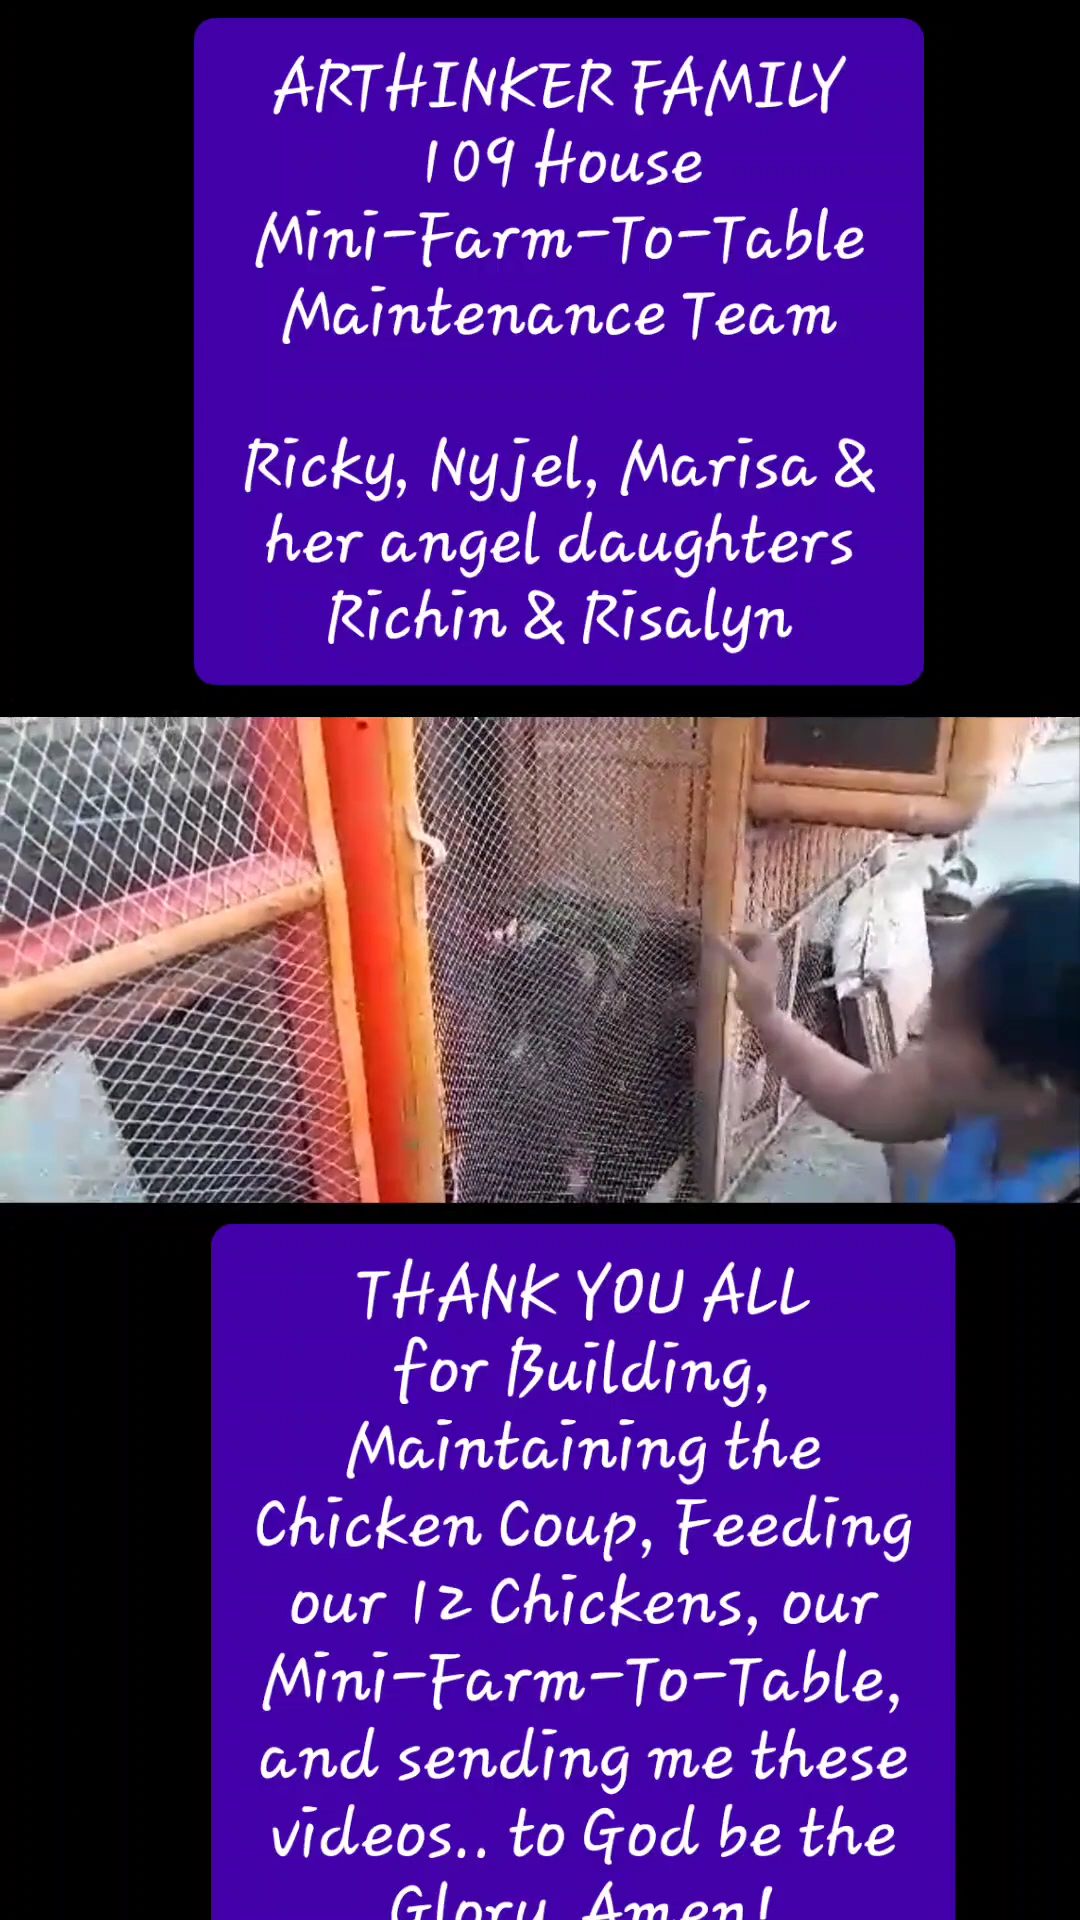 ARTHINKER FAMILY
109 House
Mini-Farm-To-Table
Maintenance Team
Ricky, Nyjel, Marisa &
her angel daughters
Richin & Risalyn
THANK YOU ALL
for Building,
Maintaining the
Chicken Coup, Feeding
our 12 Chickens, our
Mini-Farm-To-Table,
and sending me these
videos.. to God be the
Glory. Amen!